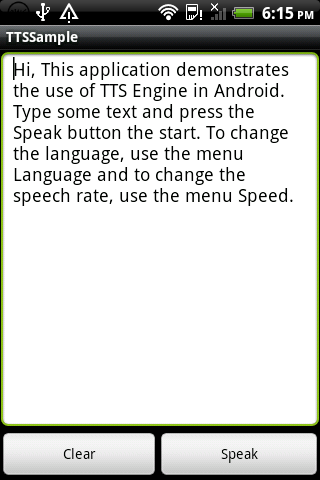 6:15 PM
TTSSample
Hi, This application demonstrates
the use of TTS Engine in Android.
Type some text and press the
Speak button the start. To change
the language, use the menu
Language and to change the
speech rate, use the menu Speed.
Clear
Speak